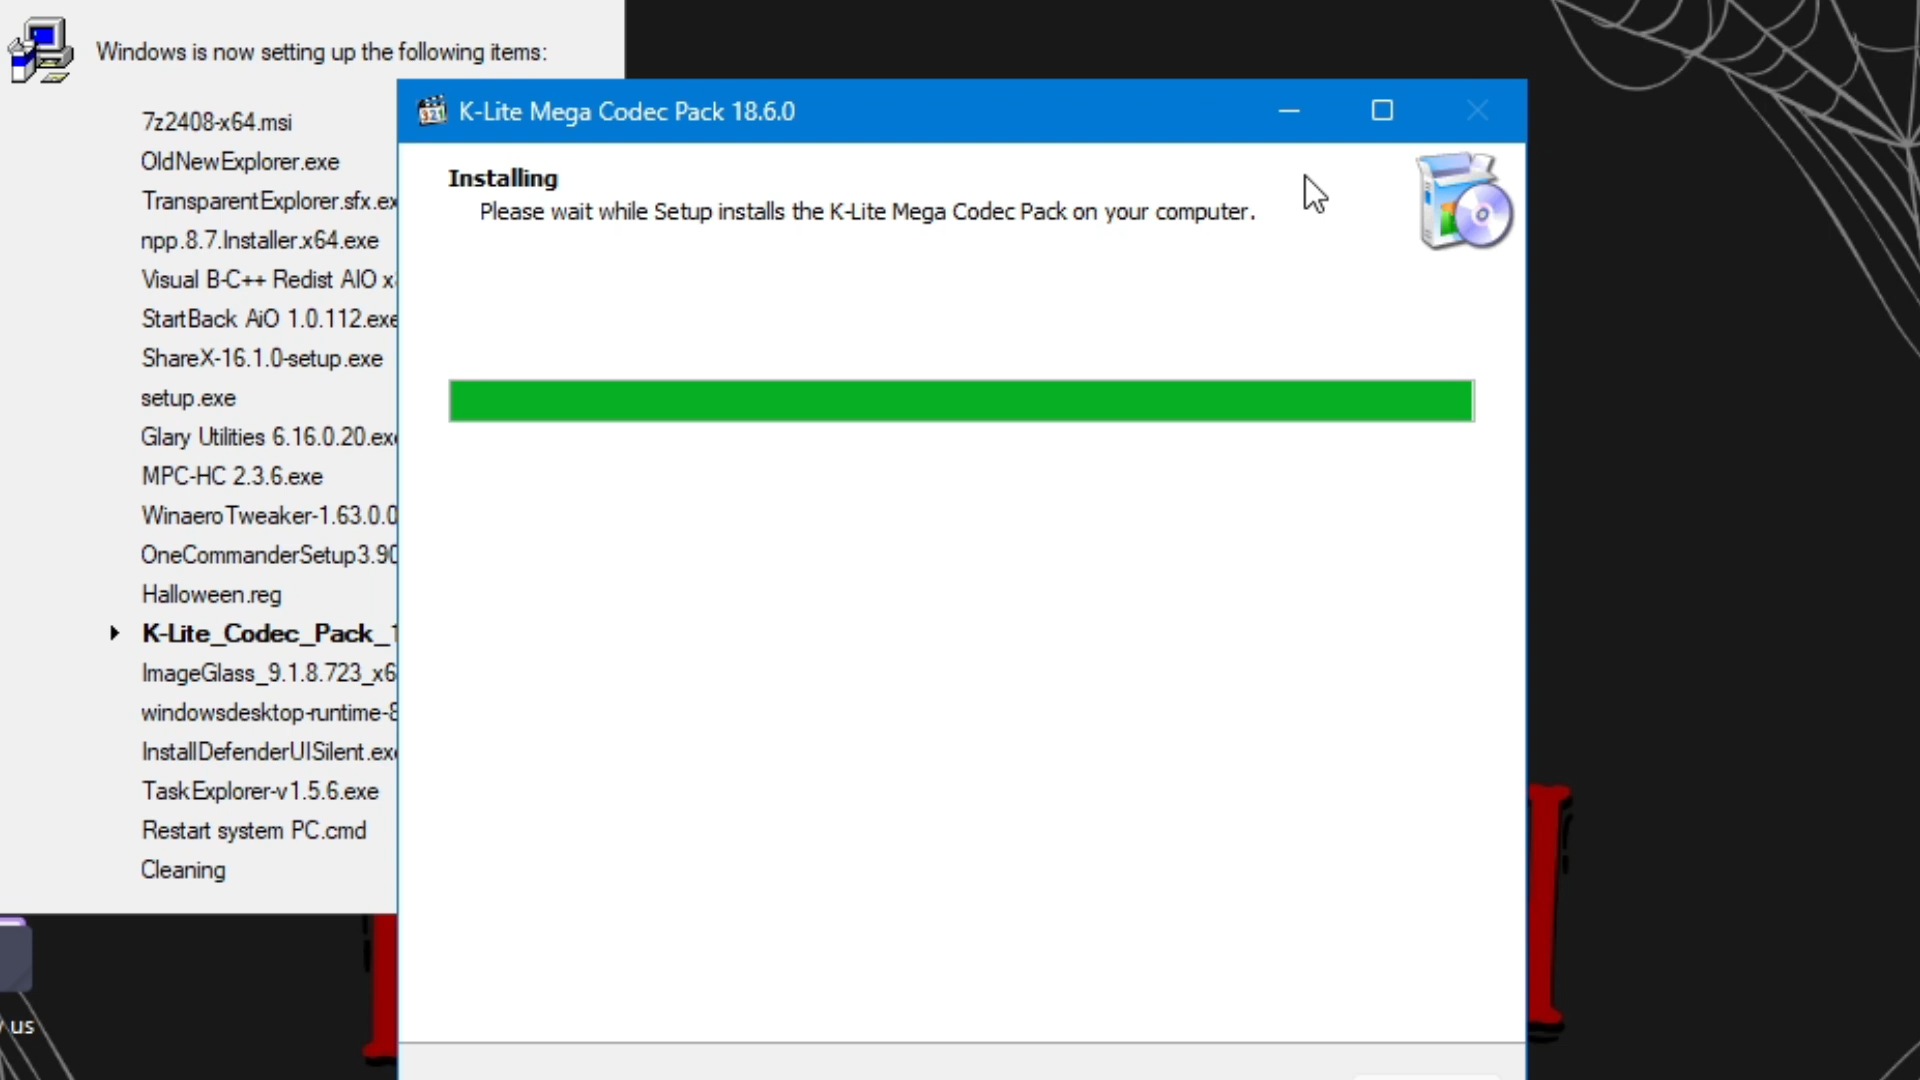 Windows is now setting up the following items:
7z2408-x64.msi
OldNewExplorer.exe
TransparentExplorer.sfx.ex
npp.8.7.Installer.x64.exe
Visual B-C++ Redist AIO x
StartBack AiO 1.0.112.exe
ShareX-16.1.0-setup.exe
setup.exe
Glary Utilities 6.16.0.20.exe
MPC-HC 2.3.6.exe
WinaeroTweaker-1.63.0.0
OneCommanderSetup3.90
Halloween.reg
K-Lite_Codec_Pack_1
ImageGlass_9.1.8.723_x6
windowsdesktop-runtime-8
InstallDefenderUISilent.exe
TaskExplorer-v1.5.6.exe
Restart system PC.cmd
Cleaning
K-Lite Mega Codec Pack 18.6.0
Installing
Please wait while Setup installs the K-Lite Mega Codec Pack on your computer.
us